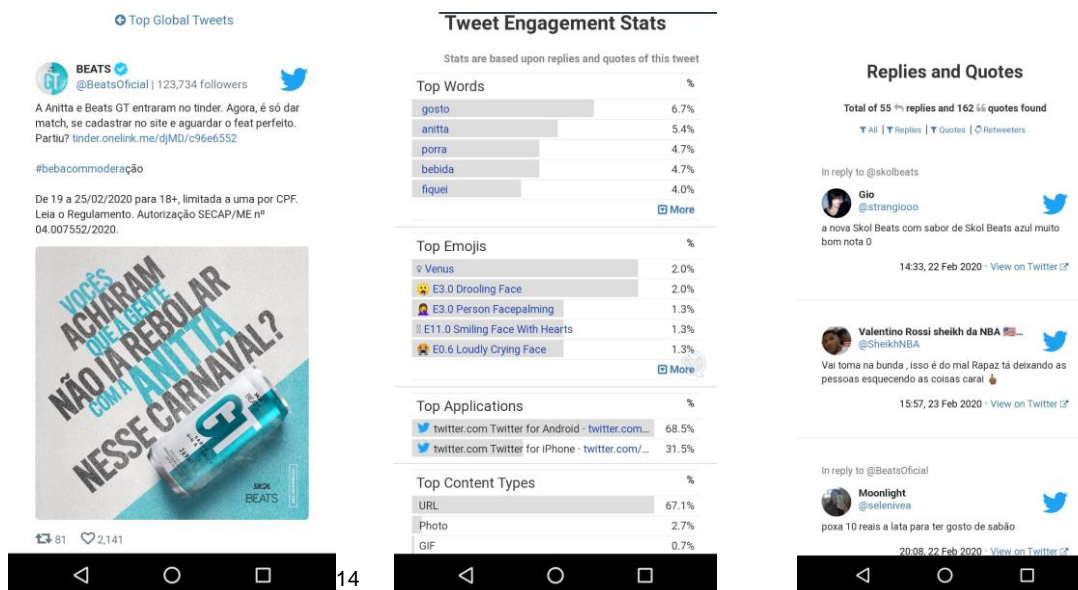 Top Global Tweets
GT
BEATS
@BeatsOficial | 123,734 followers
A Anitta e Beats GT entraram no tinder. Agora, é só dar
match, se cadastrar no site e aguardar o feat perfeito.
Partiu? tinder.onelink.me/djMD/c96e6552
#bebacommoderação
De 19 a 25/02/2020 para 18+, limitada a uma por CPF.
Leia o Regulamento. Autorização SECAP/ME nº
04.007552/2020.
VOCÊS
ACHARAM
QUE A GENTE
NÃO IA REBOLAR
COM A ANITTA
NESSE CARNAVAL?
SKOL
BEATS
81 2,141
14
Tweet Engagement Stats
Stats are based upon replies and quotes of this tweet
Top Words %
gosto 6.7%
anitta 5.4%
porra 4.7%
bebida 4.7%
fiquei 4.0%
More
Top Emojis %
♀ Venus 2.0%
E3.0 Drooling Face 2.0%
E3.0 Person Facepalming 1.3%
E11.0 Smiling Face With Hearts 1.3%
E0.6 Loudly Crying Face 1.3%
More
Top Applications %
twitter.com Twitter for Android · twitter.com... 68.5%
twitter.com Twitter for iPhone · twitter.com/... 31.5%
Top Content Types %
URL 67.1%
Photo 2.7%
GIF 0.7%
Replies and Quotes
Total of 55 replies and 162 quotes found
All | Replies | Quotes | Retweeters
In reply to @skolbeats
Gio
@strangiooo
a nova Skol Beats com sabor de Skol Beats azul muito
bom nota 0
14:33, 22 Feb 2020 · View on Twitter
Valentino Rossi sheikh da NBA 🇺🇸...
@SheikhNBA
Vai toma na bunda , isso é do mal Rapaz tá deixando as
pessoas esquecendo as coisas carai
15:57, 23 Feb 2020 · View on Twitter
In reply to @BeatsOficial
Moonlight
@selenivea
poxa 10 reais a lata para ter gosto de sabão
20:08, 22 Feb 2020 · View on Twitter